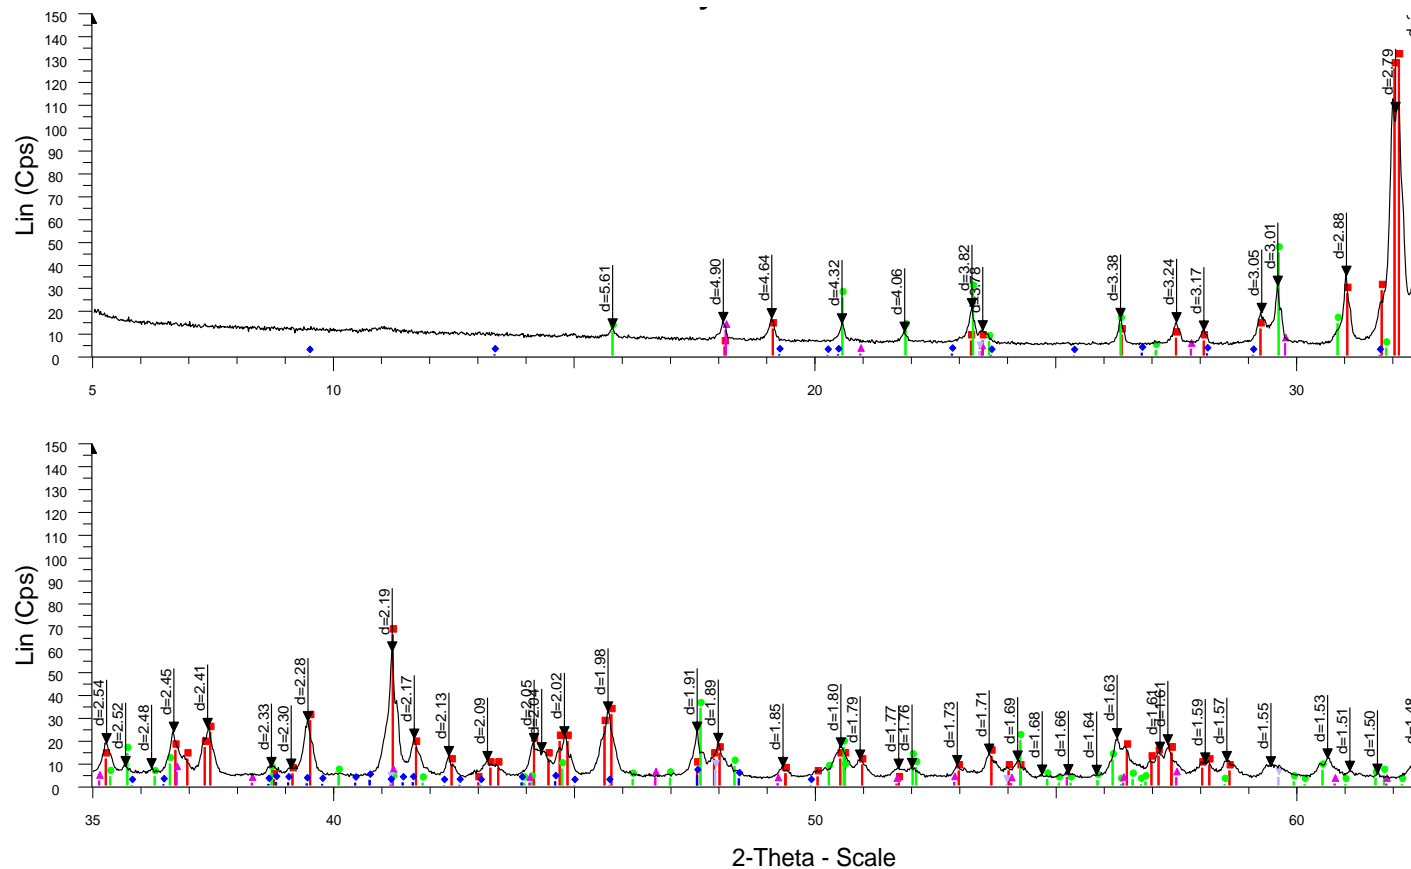 150
140
130
120
110
100
90
80
70
60
50
40
30
20
10
0
Lin (Cps)
d=5.61
d=4.90
d=4.64
d=4.32
d=4.06
d=3.82
d=3.78
d=3.38
d=3.24
d=3.17
d=3.05
d=3.01
d=2.88
d=2.79
5
10
20
30
150
140
130
120
110
100
90
80
70
60
50
40
30
20
10
0
Lin (Cps)
d=2.54
d=2.52
d=2.48
d=2.45
d=2.41
d=2.33
d=2.30
d=2.28
d=2.19
d=2.17
d=2.13
d=2.09
d=2.05
d=2.04
d=2.02
d=1.98
d=1.91
d=1.89
d=1.85
d=1.80
d=1.79
d=1.77
d=1.76
d=1.73
d=1.71
d=1.69
d=1.68
d=1.66
d=1.64
d=1.63
d=1.61
d=1.61
d=1.59
d=1.57
d=1.55
d=1.53
d=1.51
d=1.50
d=1.48
35
40
50
60
2-Theta - Scale